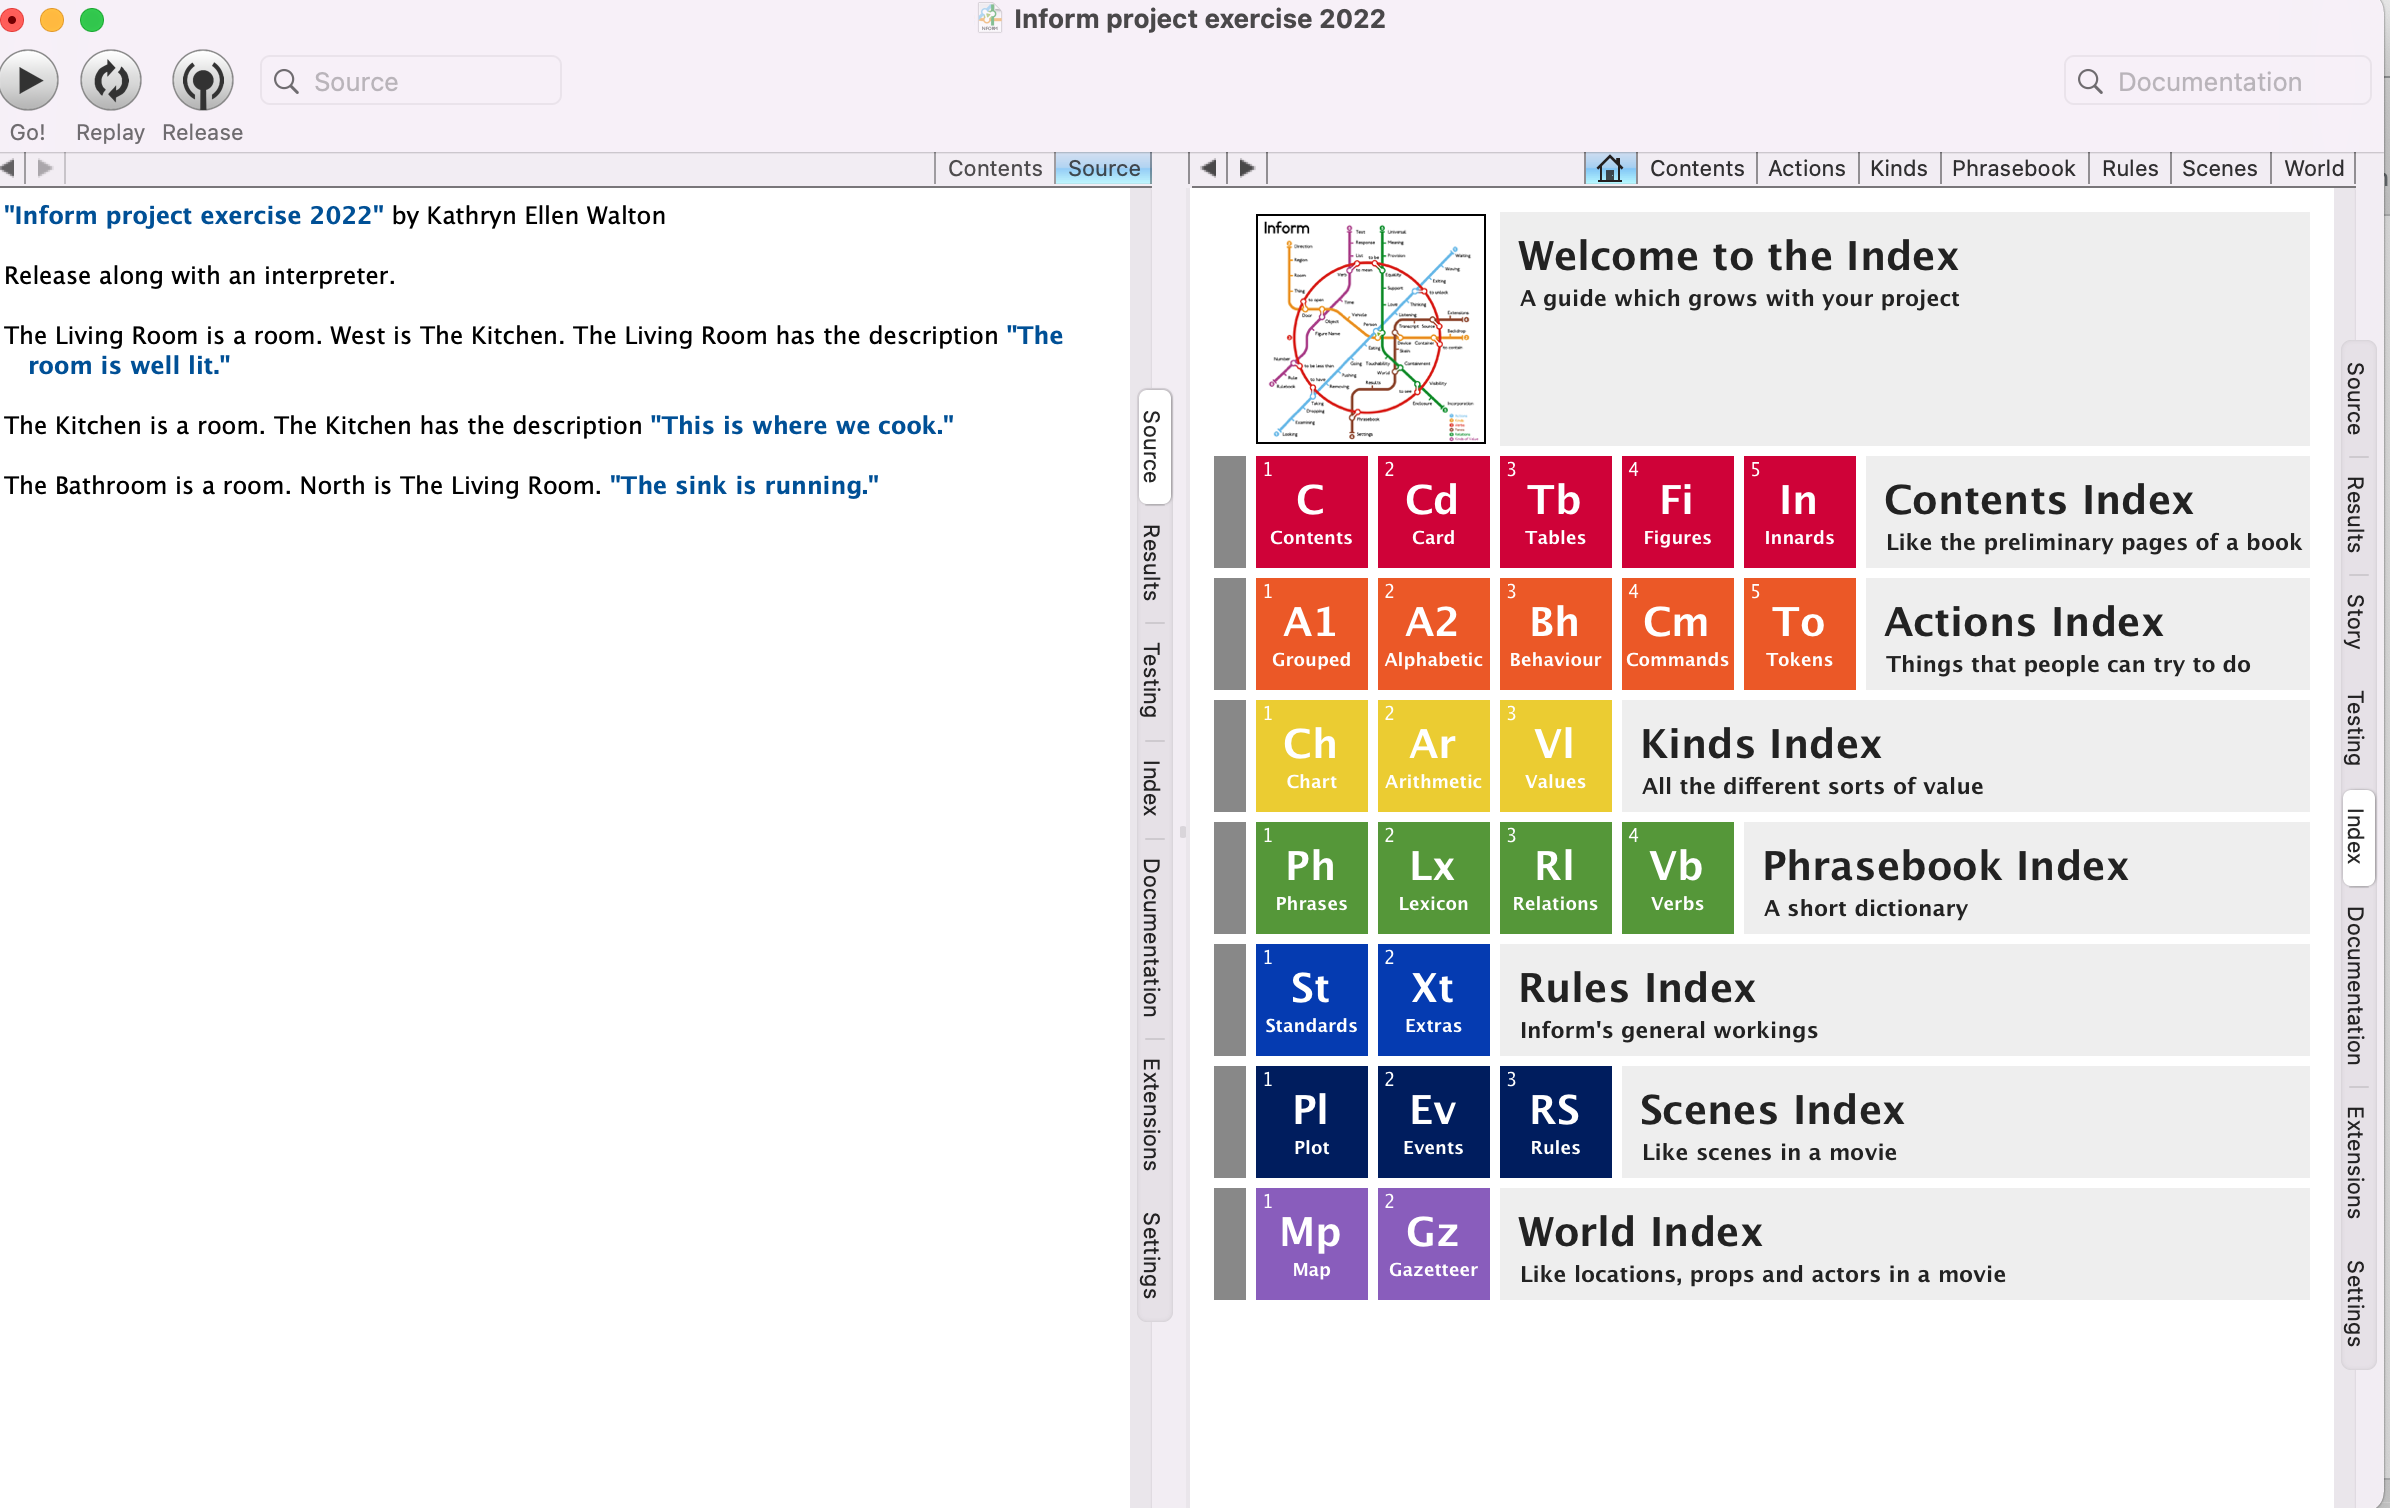 Inform project exercise 2022
Go!
Replay
Release
Source
Documentation
Contents
Source
"Inform project exercise 2022" by Kathryn Ellen Walton
Release along with an interpreter.
The Living Room is a room. West is The Kitchen. The Living Room has the description "The
room is well lit."
The Kitchen is a room. The Kitchen has the description "This is where we cook."
The Bathroom is a room. North is The Living Room. "The sink is running."
Source
Results
Testing
Index
Documentation
Extensions
Settings
Contents
Actions
Kinds
Phrasebook
Rules
Scenes
World
Inform
Welcome to the Index
A guide which grows with your project
1 C Contents
2 Cd Card
3 Tb Tables
4 Fi Figures
5 In Innards
Contents Index
Like the preliminary pages of a book
1 A1 Grouped
2 A2 Alphabetic
3 Bh Behaviour
4 Cm Commands
5 To Tokens
Actions Index
Things that people can try to do
1 Ch Chart
2 Ar Arithmetic
3 Vl Values
Kinds Index
All the different sorts of value
1 Ph Phrases
2 Lx Lexicon
3 Rl Relations
4 Vb Verbs
Phrasebook Index
A short dictionary
1 St Standards
2 Xt Extras
Rules Index
Inform's general workings
1 Pl Plot
2 Ev Events
3 RS Rules
Scenes Index
Like scenes in a movie
1 Mp Map
2 Gz Gazetteer
World Index
Like locations, props and actors in a movie
Source
Results
Story
Testing
Index
Documentation
Extensions
Settings